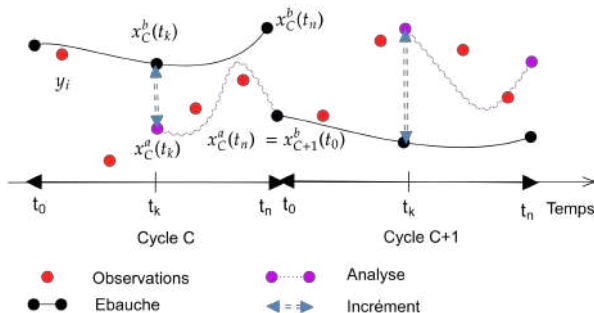 x_C^b(t_k) x_C^b(t_n)
y_i
x_C^a(t_k) x_C^a(t_n) = x_{C+1}^b(t_0)
t_0 t_k t_n t_0 t_k t_n Temps
Cycle C Cycle C+1
Observations Analyse
Ebauche Incrément